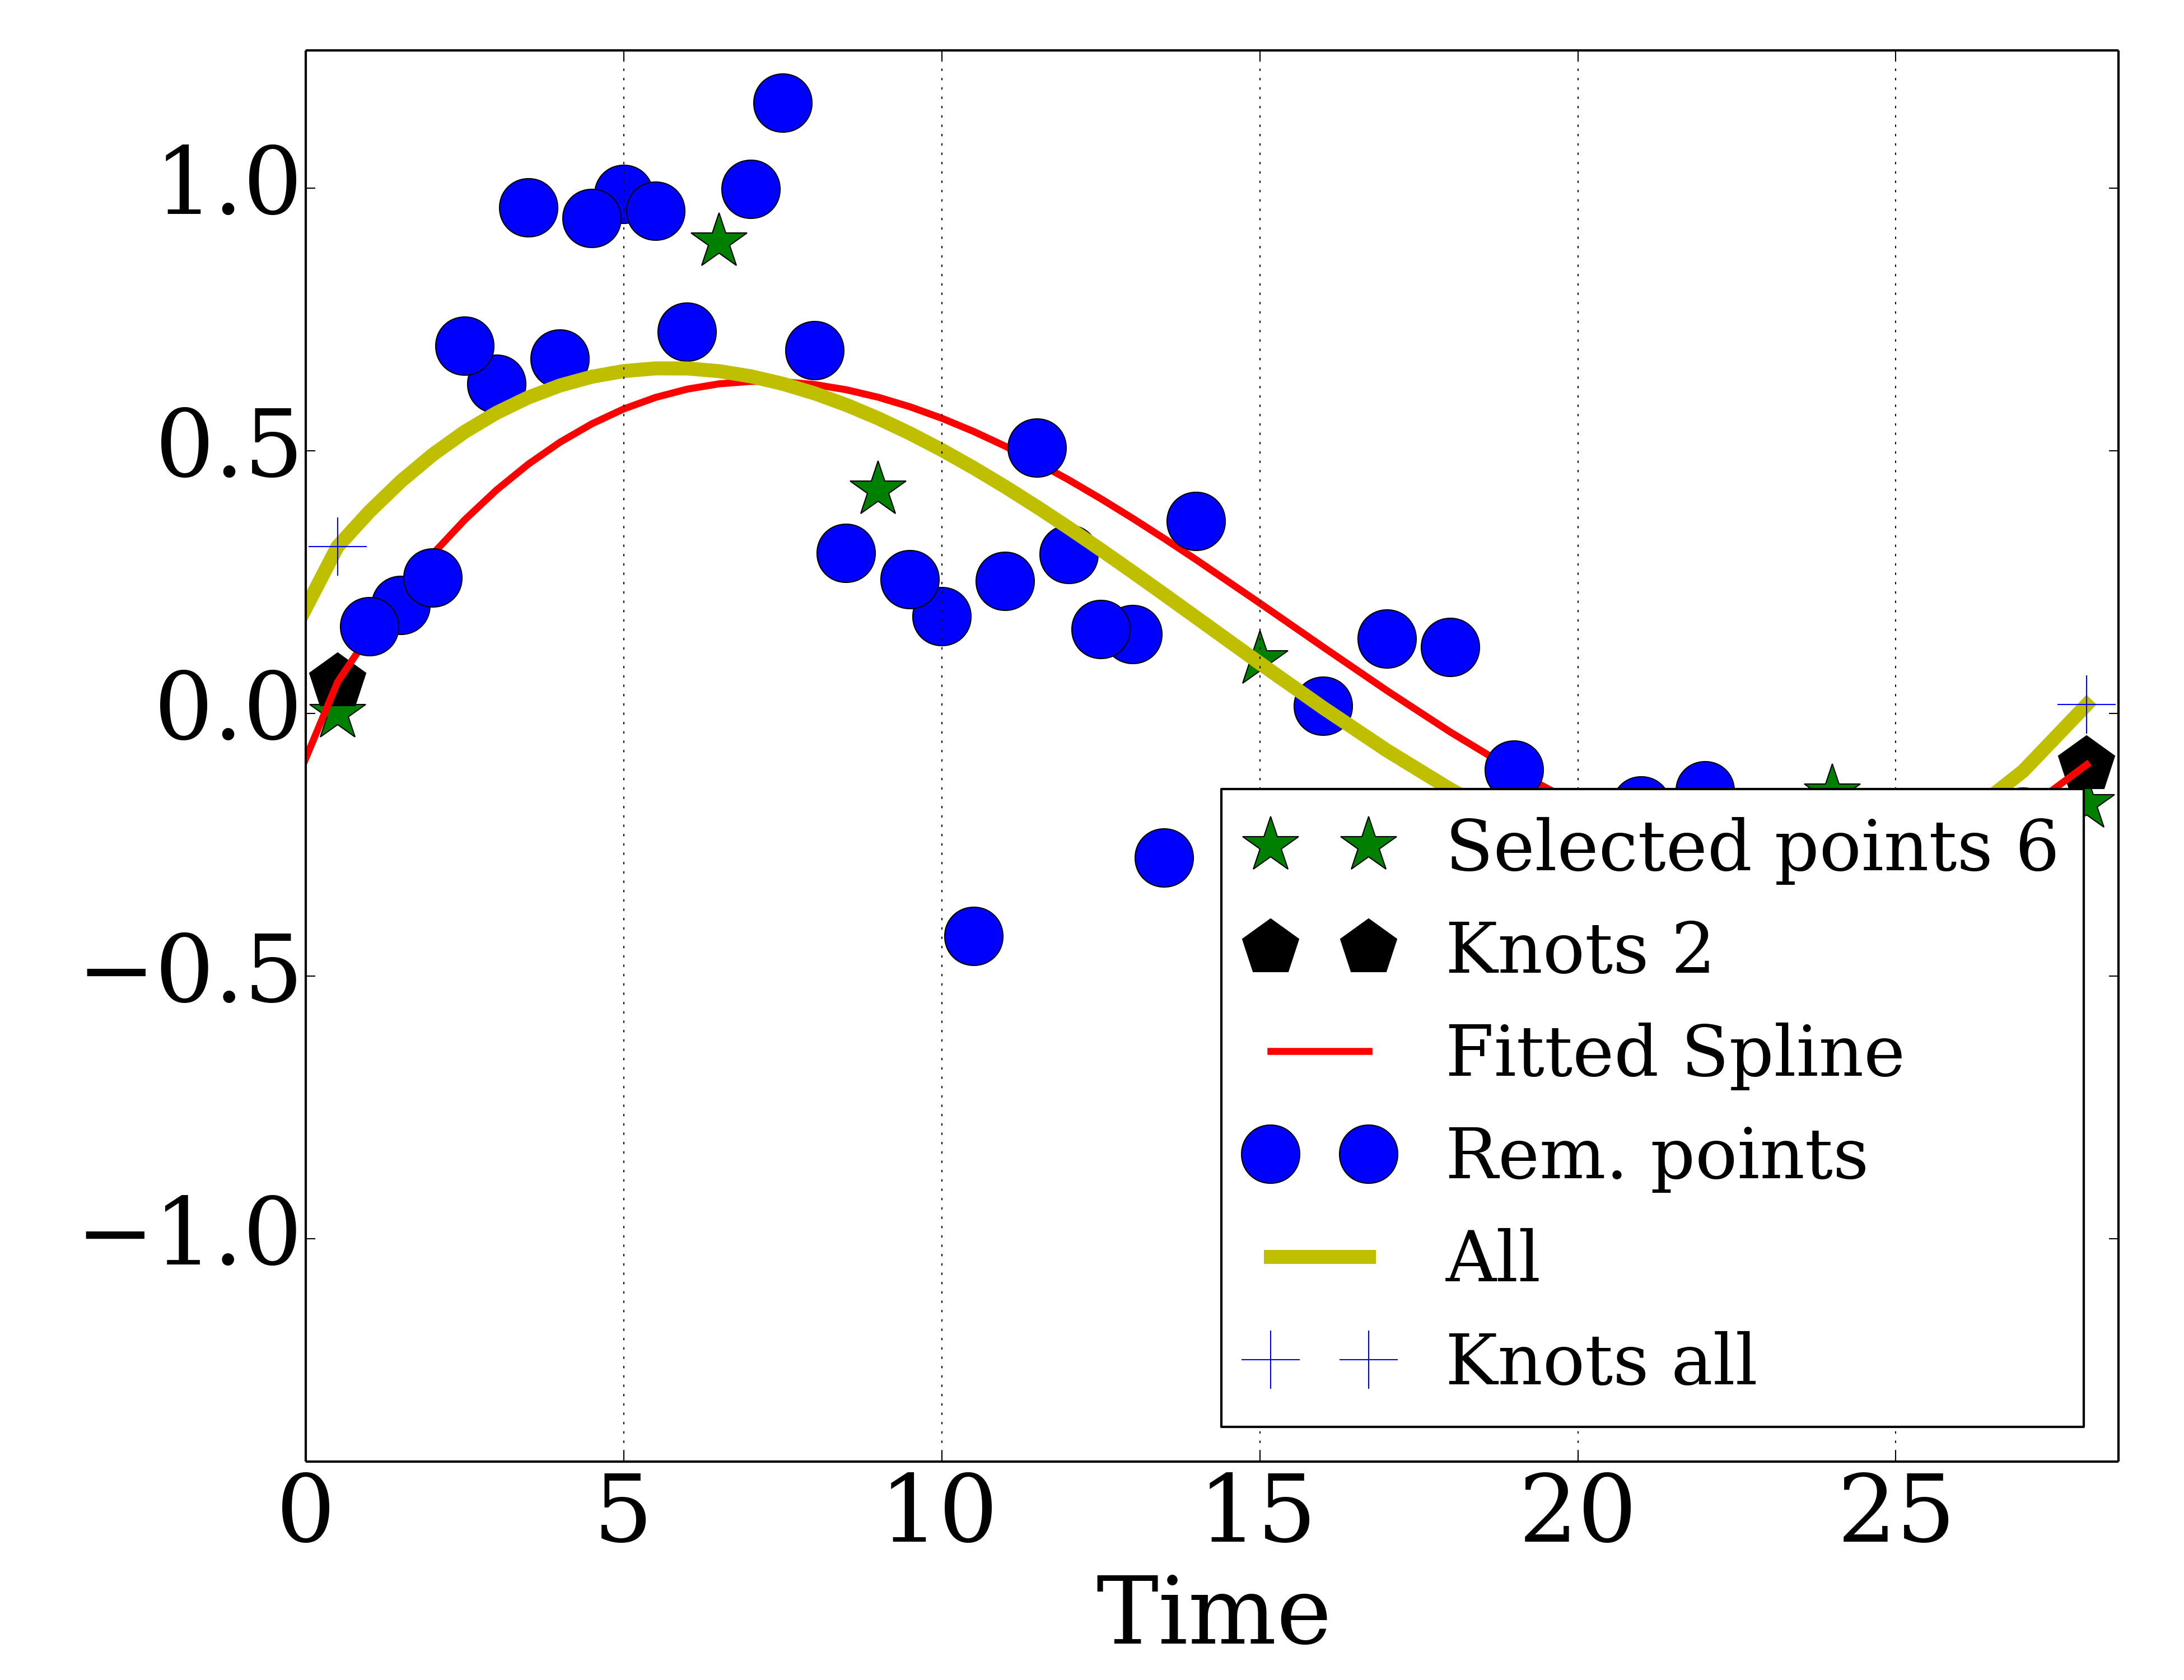 1.0
0.5
0.0
−0.5
−1.0
0 5 10 15 20 25
Time
Selected points 6
Knots 2
Fitted Spline
Rem. points
All
Knots all